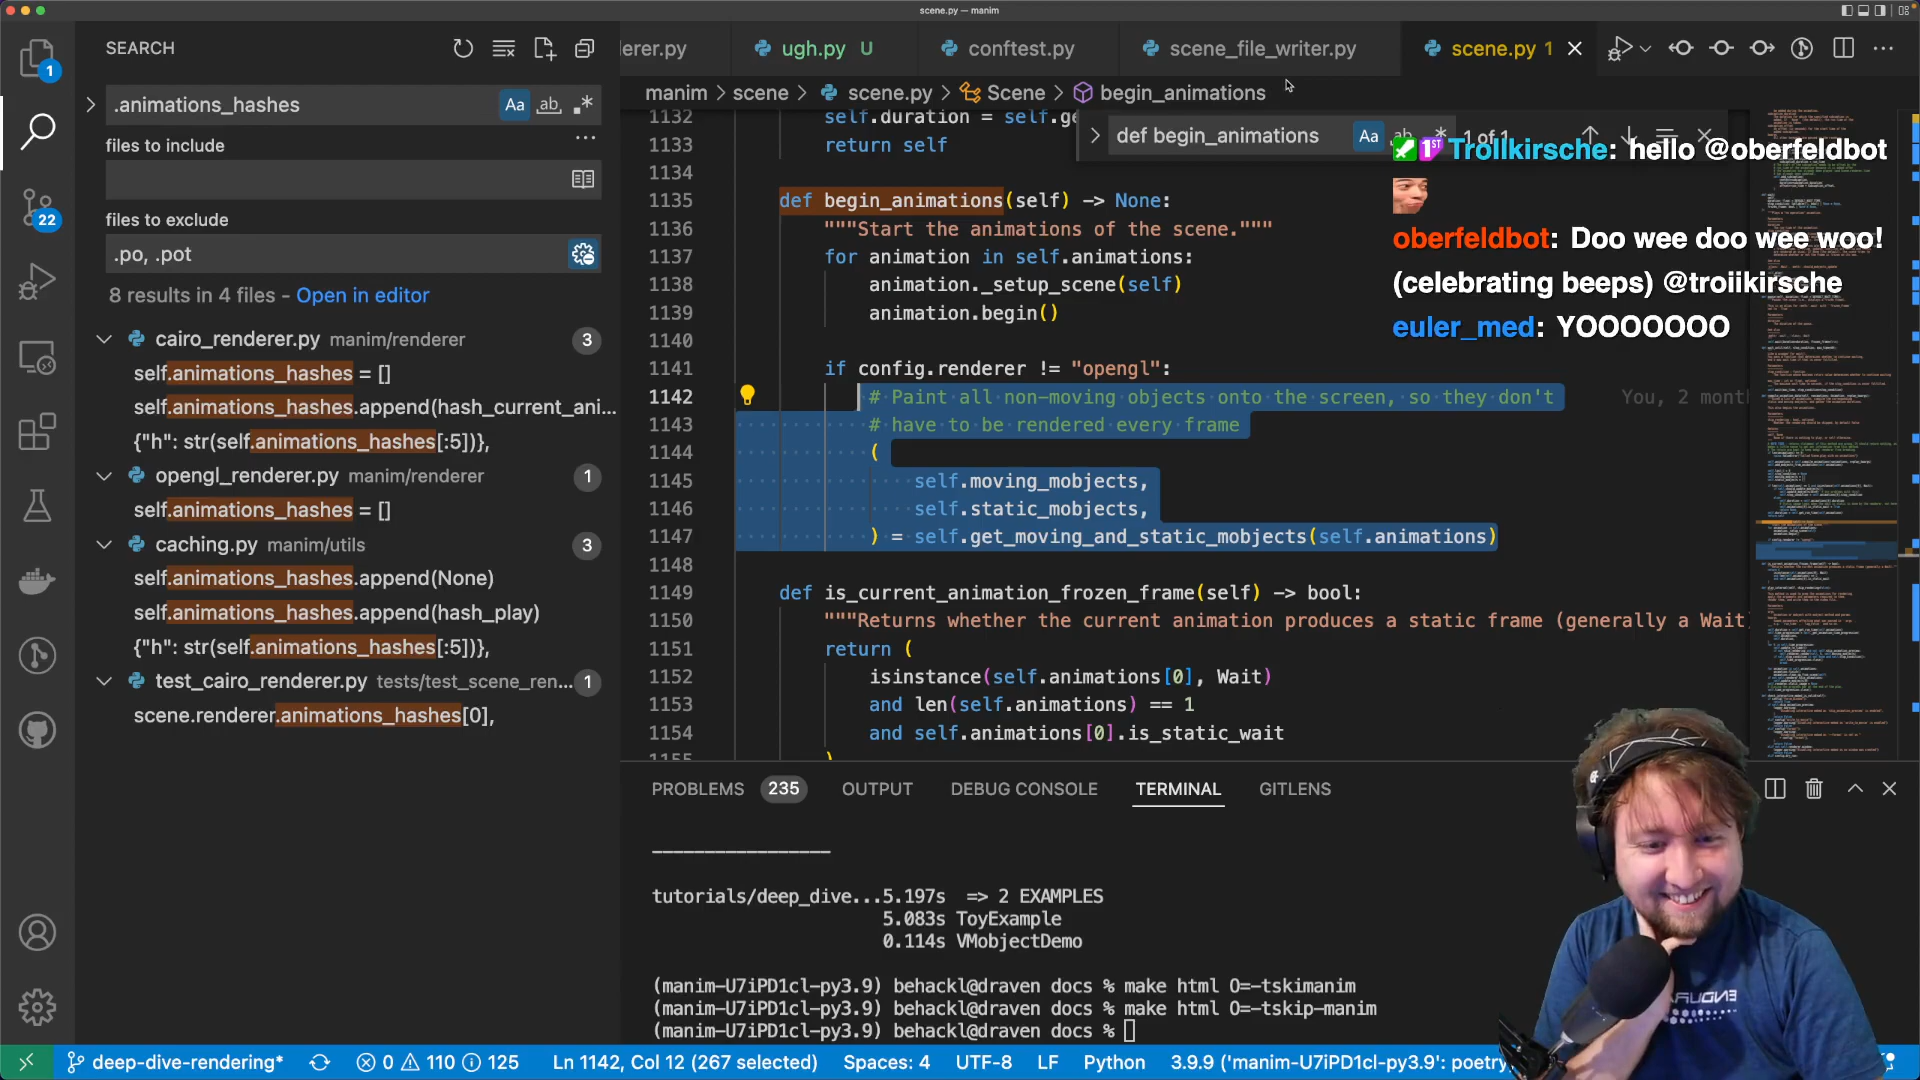 scene.py — manim
SEARCH
.animations_hashes
files to include
files to exclude
.po, .pot
8 results in 4 files - Open in editor
cairo_renderer.py manim/renderer 3
self.animations_hashes = []
self.animations_hashes.append(hash_current_ani...
{"h": str(self.animations_hashes[:5])},
opengl_renderer.py manim/renderer 1
self.animations_hashes = []
caching.py manim/utils 3
self.animations_hashes.append(None)
self.animations_hashes.append(hash_play)
{"h": str(self.animations_hashes[:5])},
test_cairo_renderer.py tests/test_scene_ren... 1
scene.renderer.animations_hashes[0],
1
22
erer.py ugh.py U conftest.py scene_file_writer.py scene.py 1
manim > scene > scene.py > Scene > begin_animations
def begin_animations Aa ab 1 of 1
1132 self.duration = self.ge
1133 return self
1134
1135 def begin_animations(self) -> None:
1136 """Start the animations of the scene."""
1137 for animation in self.animations:
1138 animation._setup_scene(self)
1139 animation.begin()
1140
1141 if config.renderer != "opengl":
1142 # Paint all non-moving objects onto the screen, so they don't You, 2 mont
1143 # have to be rendered every frame
1144 (
1145 self.moving_mobjects,
1146 self.static_mobjects,
1147 ) = self.get_moving_and_static_mobjects(self.animations)
1148
1149 def is_current_animation_frozen_frame(self) -> bool:
1150 """Returns whether the current animation produces a static frame (generally a Wait
1151 return (
1152 isinstance(self.animations[0], Wait)
1153 and len(self.animations) == 1
1154 and self.animations[0].is_static_wait
1155 )
Trollkirsche: hello @oberfeldbot
oberfeldbot: Doo wee doo wee woo!
(celebrating beeps) @troiikirsche
euler_med: YOOOOOOO
PROBLEMS 235 OUTPUT DEBUG CONSOLE TERMINAL GITLENS
tutorials/deep_dive...5.197s => 2 EXAMPLES
5.083s ToyExample
0.114s VMobjectDemo
(manim-U7iPD1cl-py3.9) behackl@draven docs % make html O=-tskimanim
(manim-U7iPD1cl-py3.9) behackl@draven docs % make html O=-tskip-manim
(manim-U7iPD1cl-py3.9) behackl@draven docs %
deep-dive-rendering* 0 110 125 Ln 1142, Col 12 (267 selected) Spaces: 4 UTF-8 LF Python 3.9.9 ('manim-U7iPD1cl-py3.9': poetry